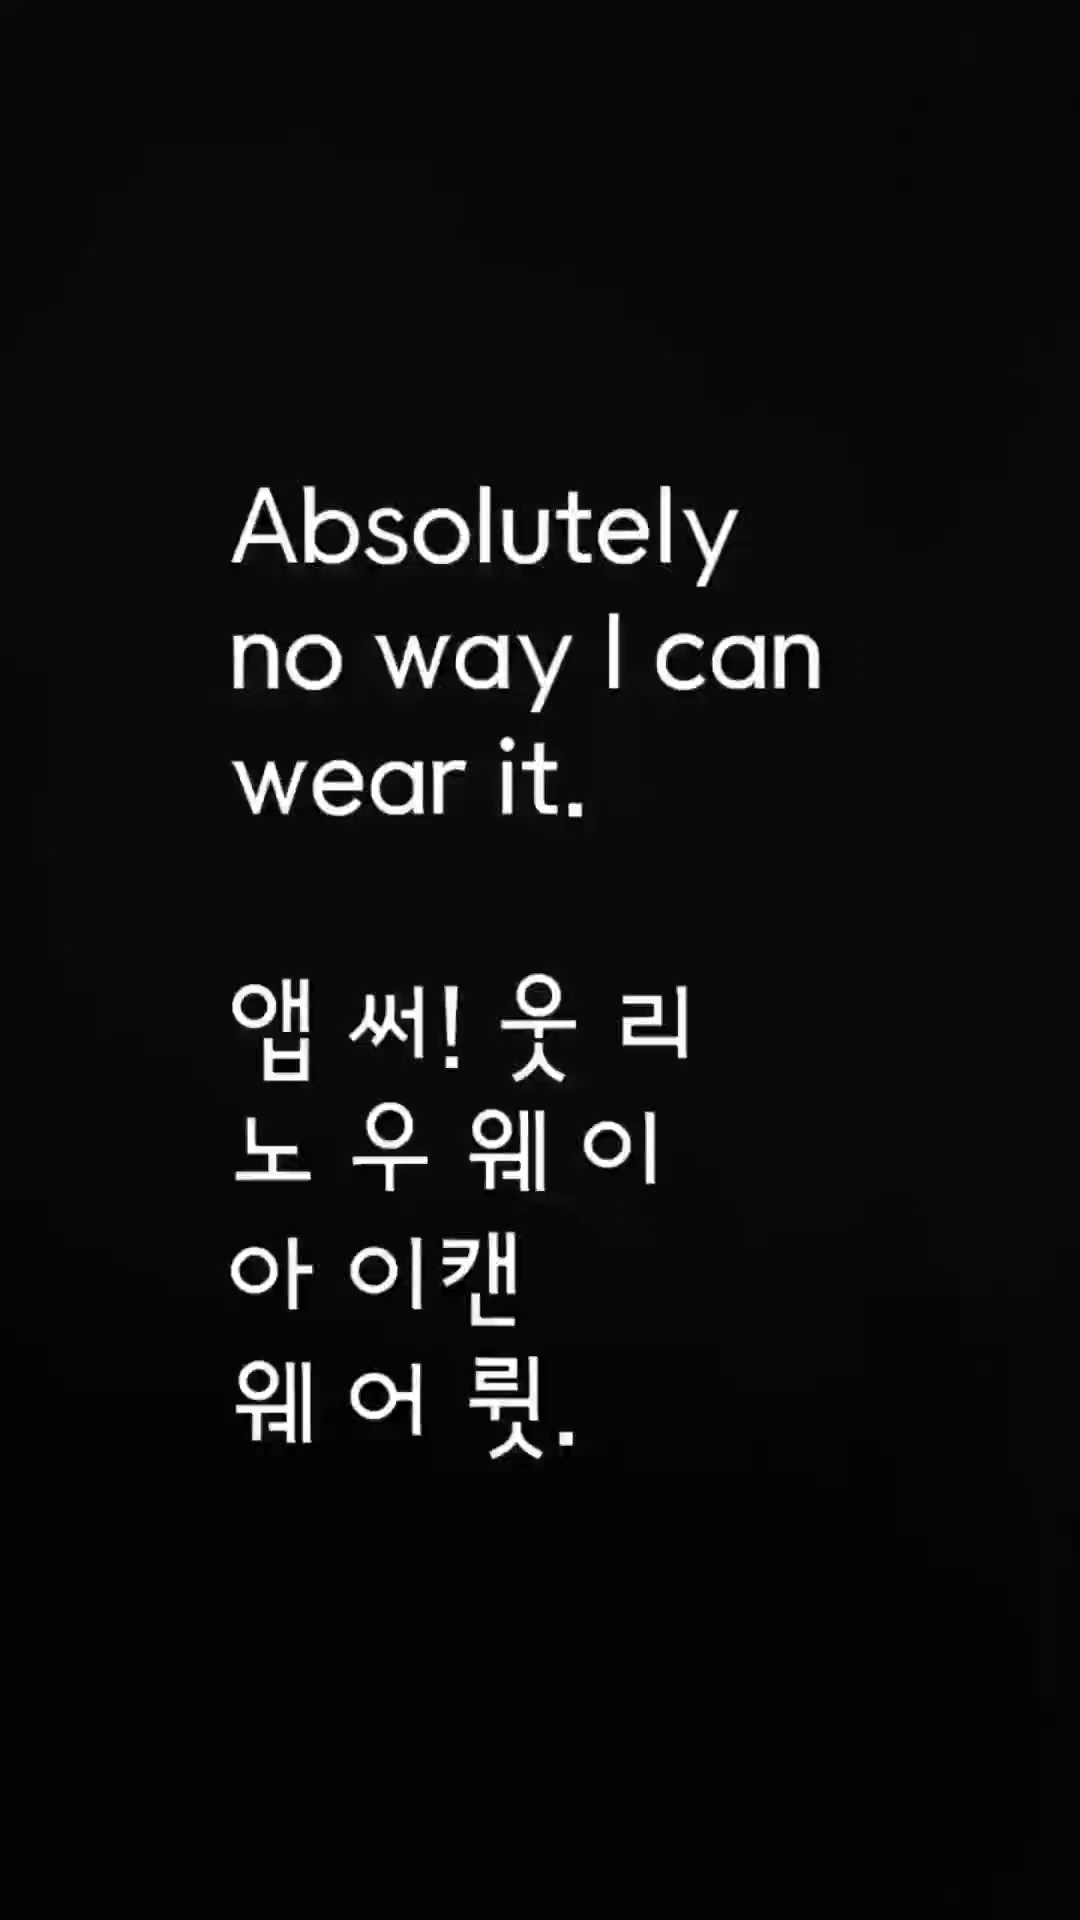 Absolutely
no way I can
wear it.
앱 써! 웃 리
노 우 웨 이
아 이캔
웨 어 륏.